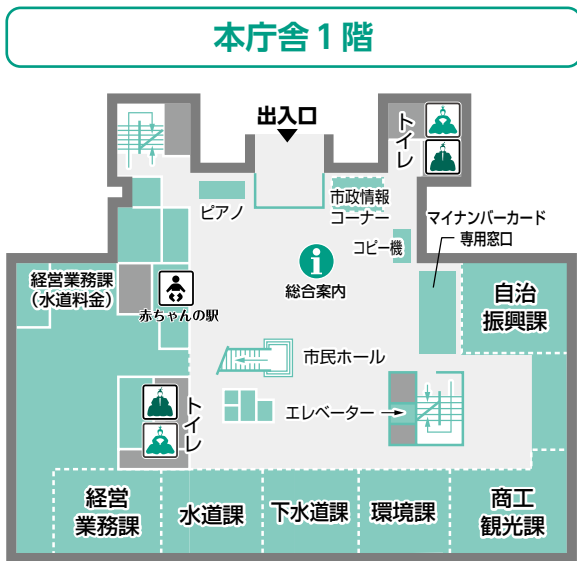 本庁舎1階
出入口
トイレ
ピアノ
市政情報
コーナー
マイナンバーカード
専用窓口
コピー機
i
総合案内
経営業務課
(水道料金)
赤ちゃんの駅
自治
振興課
市民ホール
トイレ
エレベーター
経営
業務課
水道課
下水道課
環境課
商工
観光課